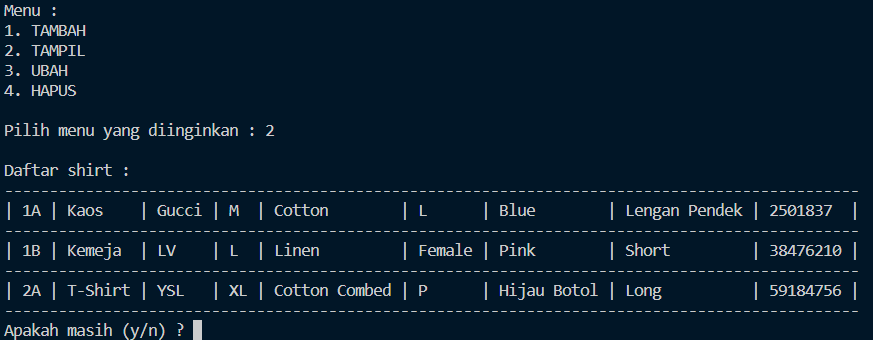 Menu :
1. TAMBAH
2. TAMPIL
3. UBAH
4. HAPUS
Pilih menu yang diinginkan : 2
Daftar shirt :
-----------------------------------------------------------------------------------------------
| 1A | Kaos    | Gucci | M  | Cotton        | L      | Blue        | Lengan Pendek | 2501837  |
-----------------------------------------------------------------------------------------------
| 1B | Kemeja  | LV    | L  | Linen         | Female | Pink        | Short         | 38476210 |
-----------------------------------------------------------------------------------------------
| 2A | T-Shirt | YSL   | XL | Cotton Combed | P      | Hijau Botol | Long          | 59184756 |
-----------------------------------------------------------------------------------------------
Apakah masih (y/n) ?